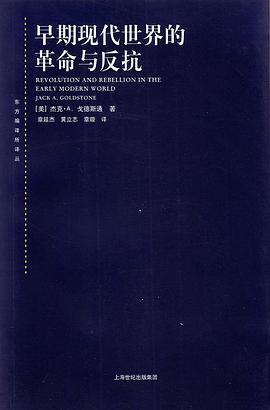 早期现代世界的
革命与反抗
REVOLUTION AND REBELLION IN THE
EARLY MODERN WORLD
JACK A. GOLDSTONE
[美] 杰克·A. 戈德斯通 著
章延杰 黄立志 章璇 译
东方编译所译丛
上海世纪出版集团